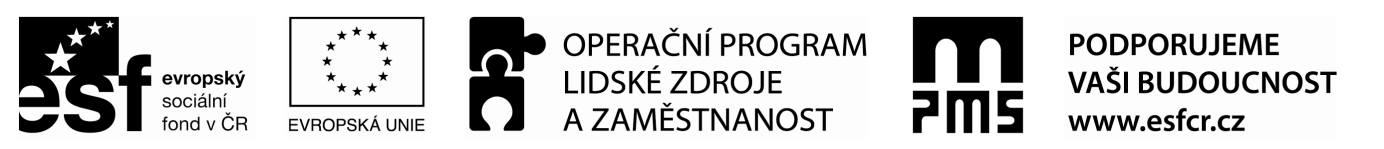 esf
evropský
sociální
fond v ČR
EVROPSKÁ UNIE
OPERAČNÍ PROGRAM
LIDSKÉ ZDROJE
A ZAMĚSTNANOST
PMS
PODPORUJEME
VAŠI BUDOUCNOST
www.esfcr.cz